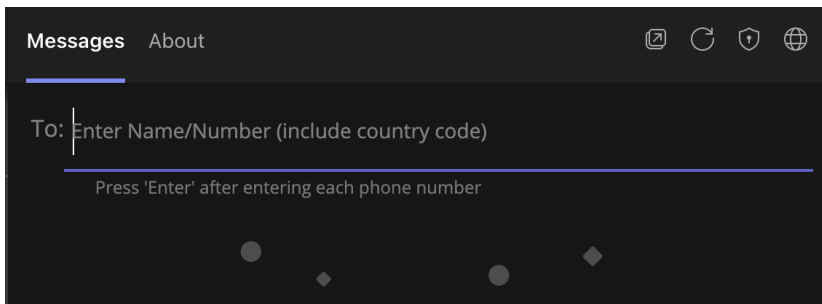 Messages About
To: Enter Name/Number (include country code)
Press 'Enter' after entering each phone number